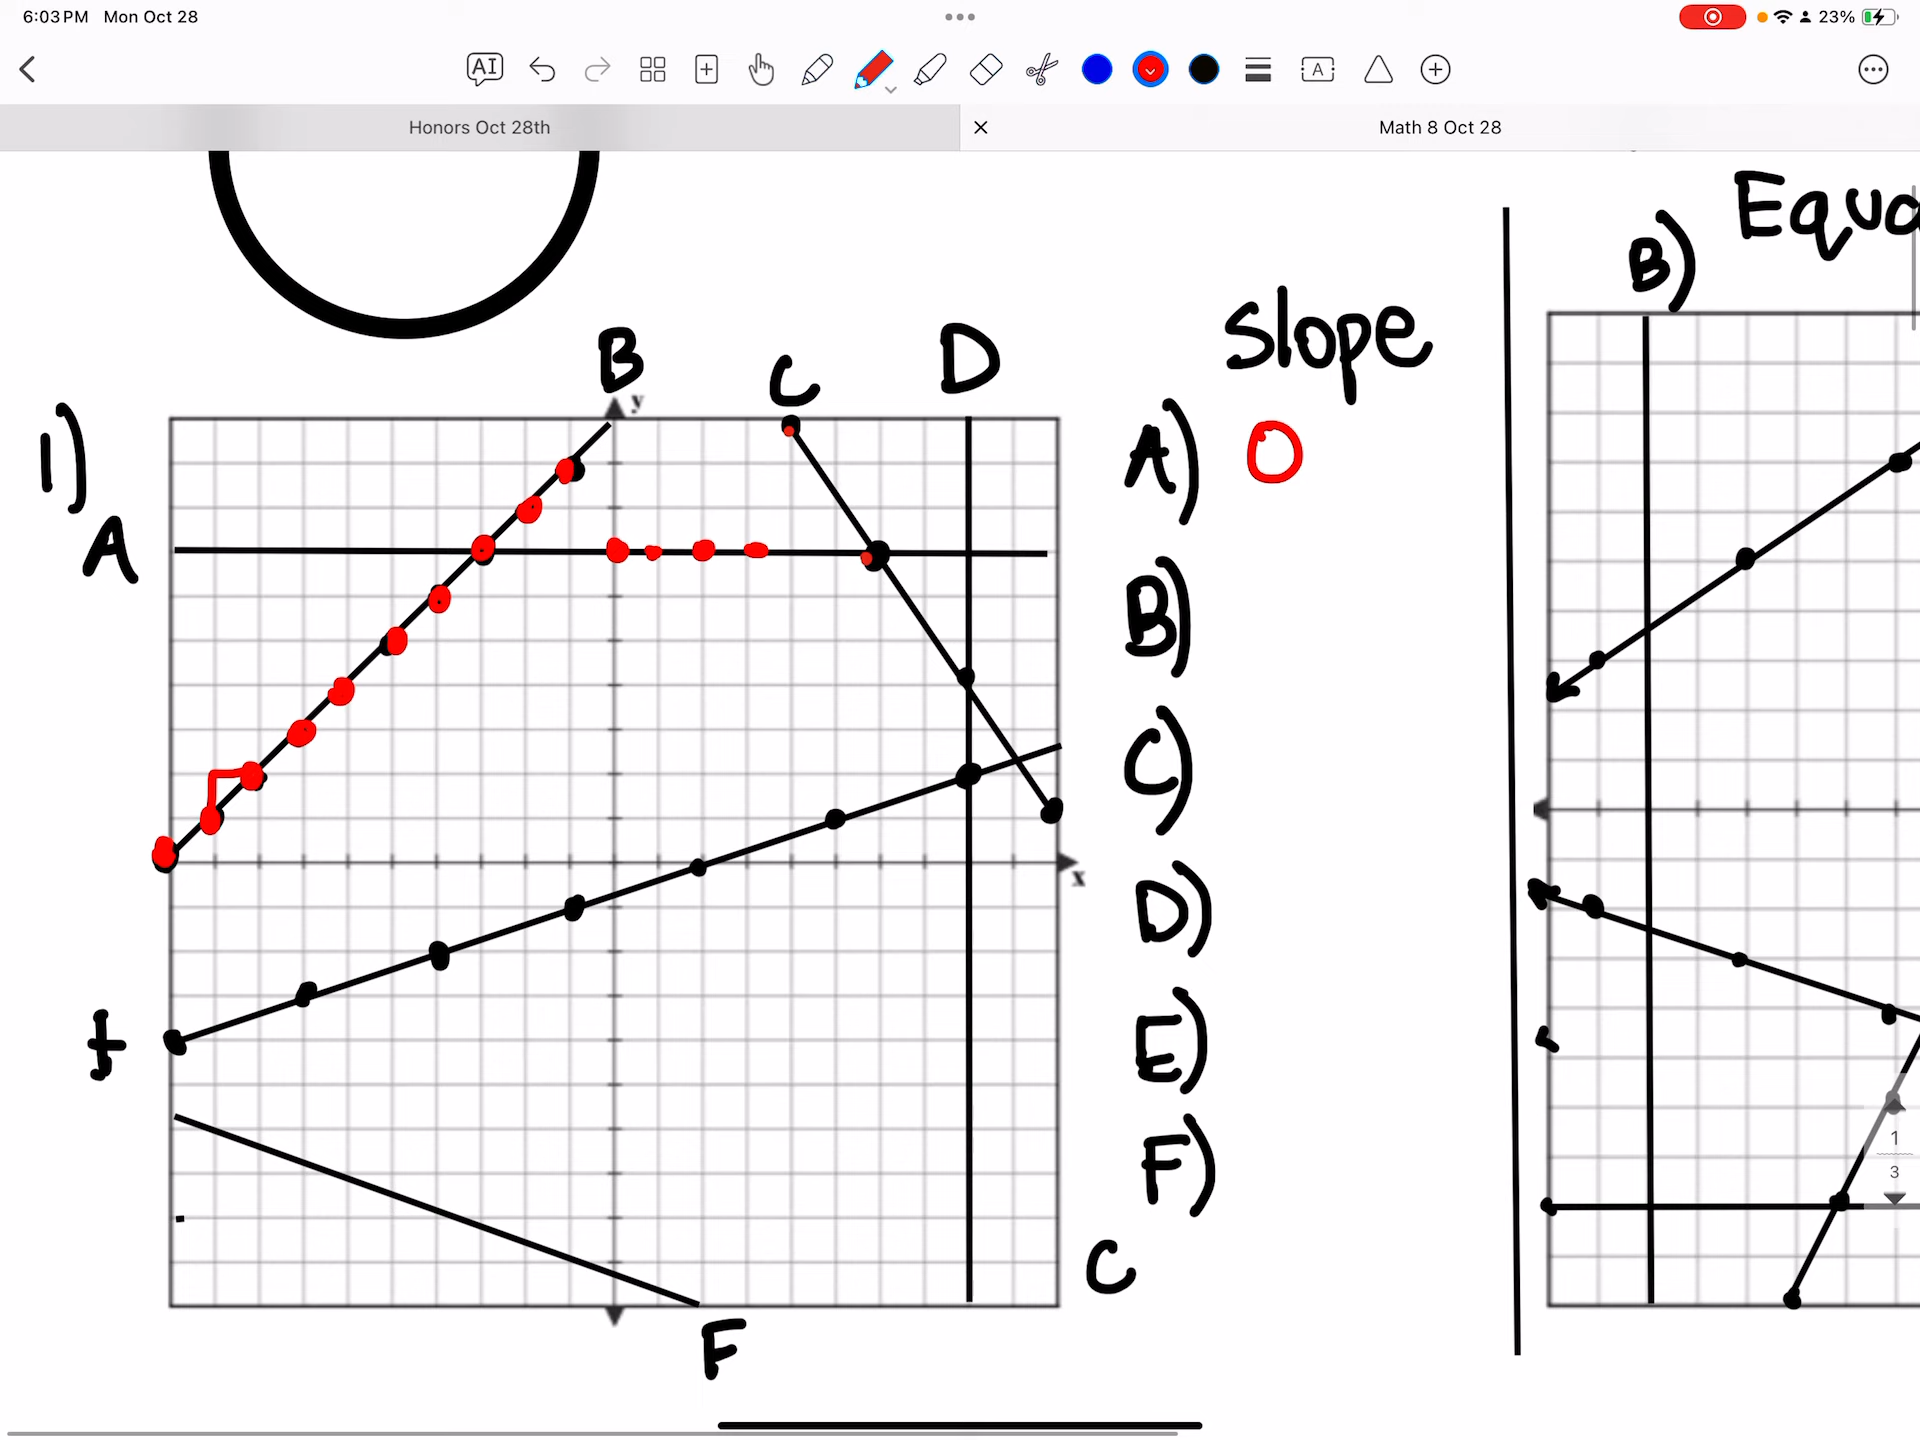 6:03 PM Mon Oct 28
23%
AI
A
Honors Oct 28th
Math 8 Oct 28
Equa
B)
Slope
B
C
D
y
1)
A
A) 0
B)
C)
x
D)
E)
F)
1
3
C
F